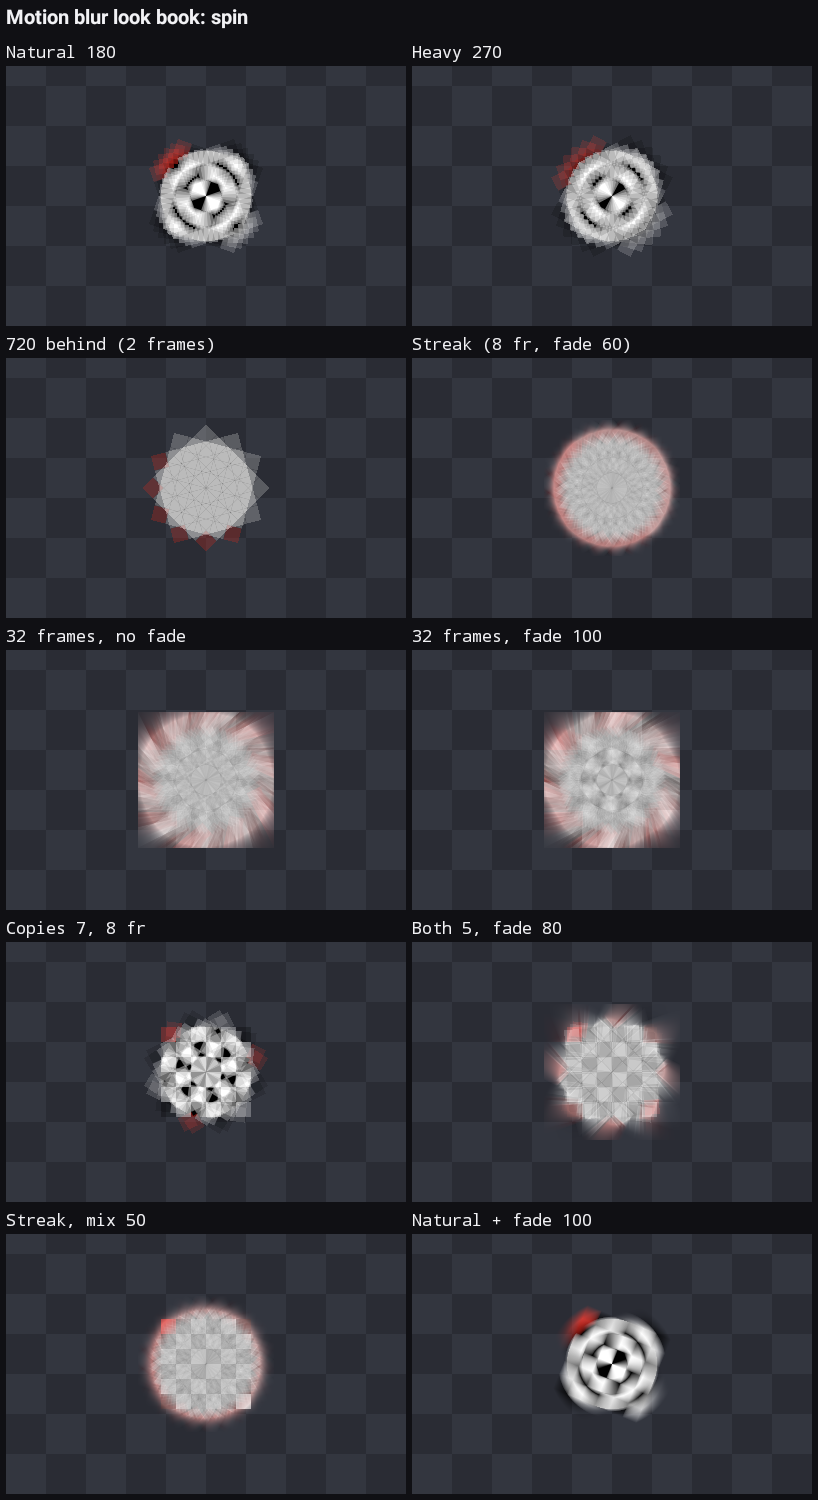 Motion blur look book: spin
Natural 180
Heavy 270
720 behind (2 frames)
Streak (8 fr, fade 60)
32 frames, no fade
32 frames, fade 100
Copies 7, 8 fr
Both 5, fade 80
Streak, mix 50
Natural + fade 100